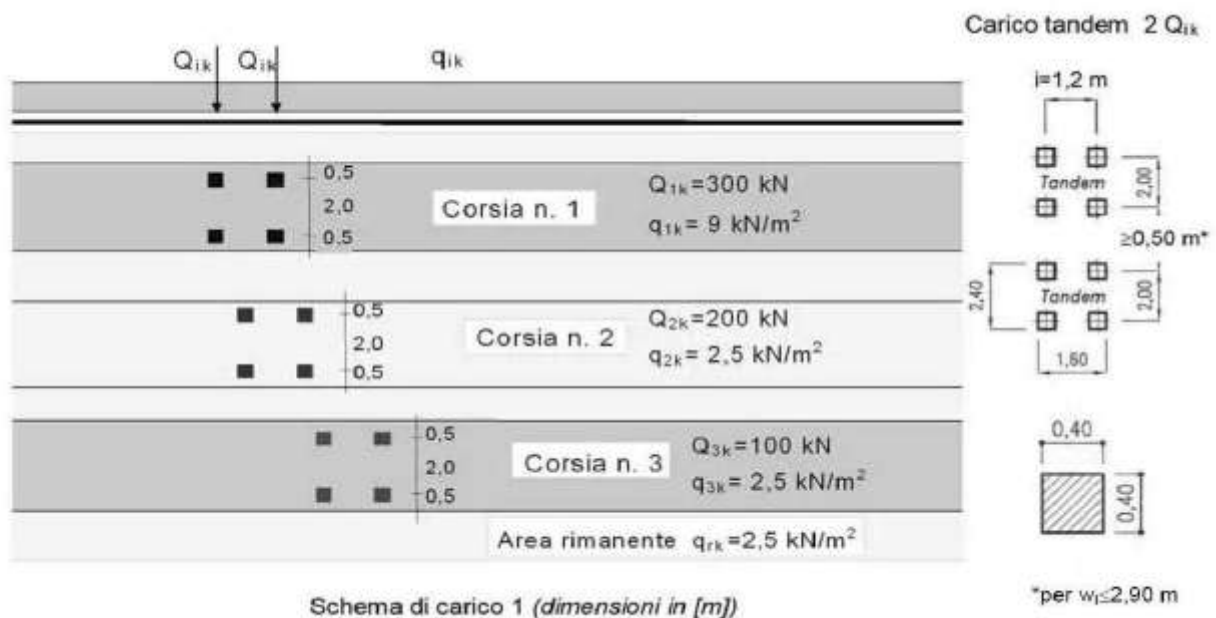 Carico tandem 2 Qik
Qik Qik qik
i=1,2 m
0,5
2,0
0,5
Corsia n. 1
Q1k=300 kN
q1k= 9 kN/m²
Tandem
2,00
≥0,50 m*
0,5
2,0
0,5
Corsia n. 2
Q2k=200 kN
q2k= 2,5 kN/m²
2,40
Tandem
2,00
1,60
0,5
2,0
0,5
Corsia n. 3
Q3k=100 kN
q3k= 2,5 kN/m²
0,40
0,40
Area rimanente qrk=2,5 kN/m²
Schema di carico 1 (dimensioni in [m])
*per wl≤2,90 m